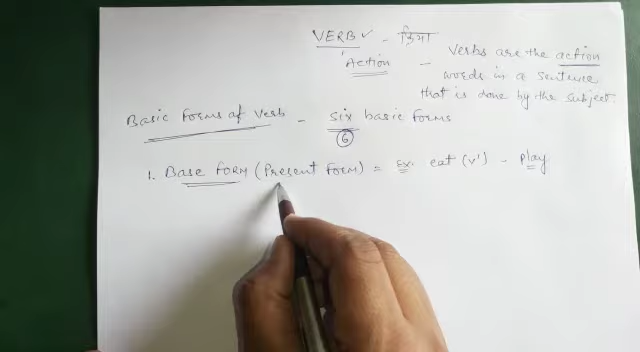 VERB ✓ - क्रिया
Action - Verbs are the action
words in a sentence
that is done by the subject.
Basic Forms of Verb - six basic forms
6
1. Base form (Present form) = Ex. eat (v¹) - Play